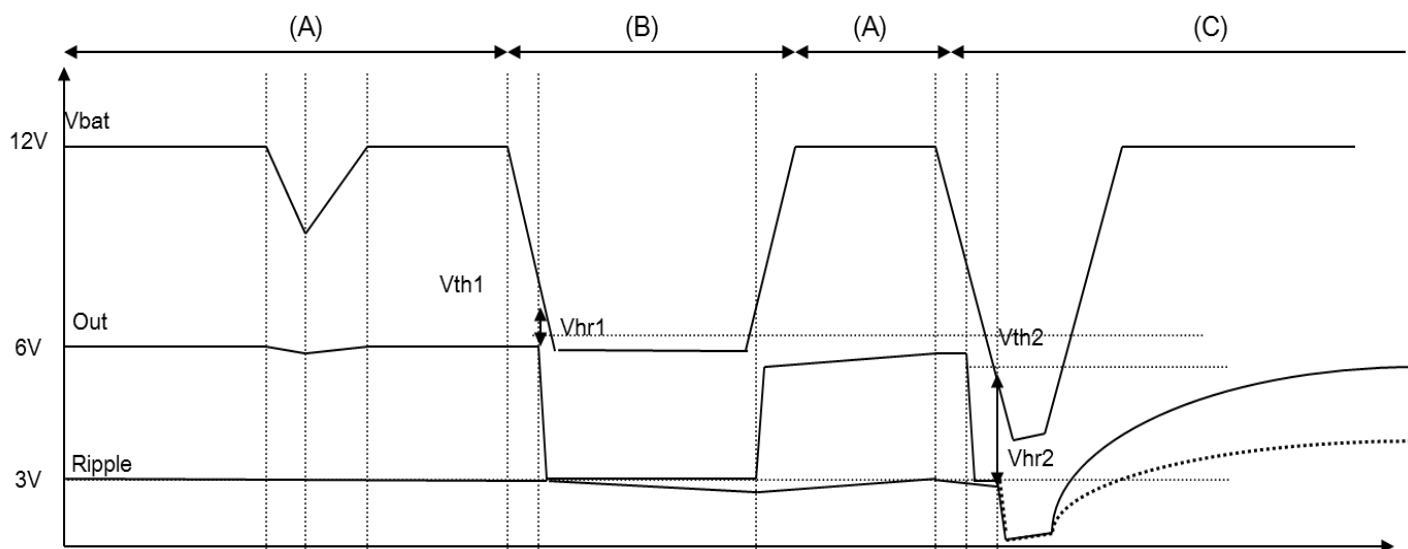 (A) (B) (A) (C)
Vbat
12V
Vth1
Out
Vhr1
Vth2
6V
Ripple
Vhr2
3V